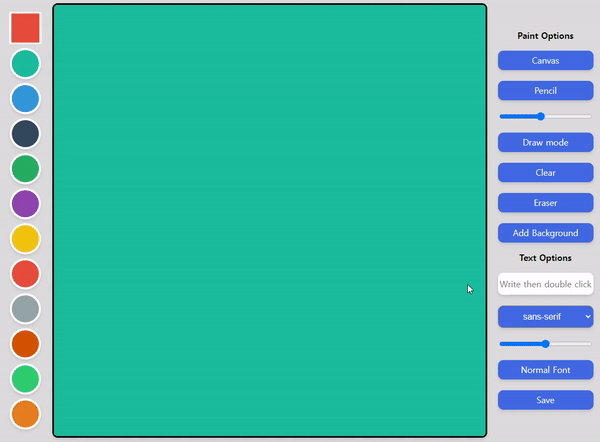 Paint Options
Canvas
Pencil
Draw mode
Clear
Eraser
Add Background
Text Options
Write then double click
sans-serif
Normal Font
Save